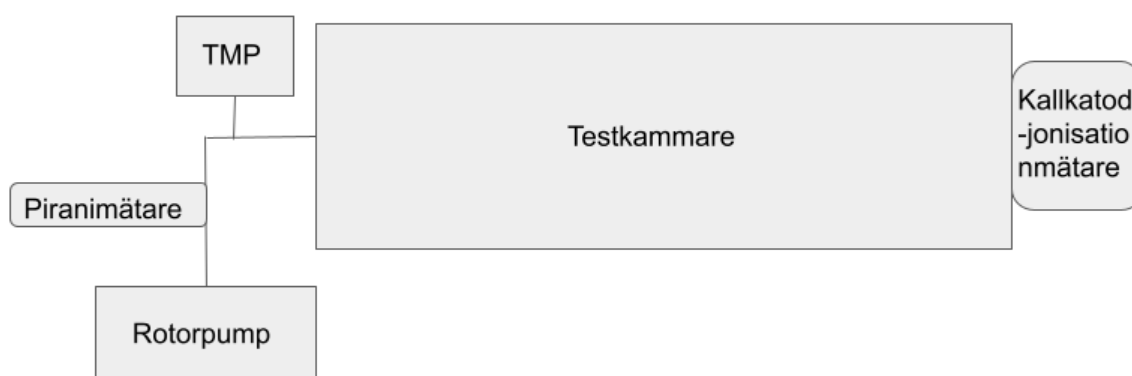 TMP
Testkammare
Kallkatod
-jonisatio
nmätare
Piranimätare
Rotorpump